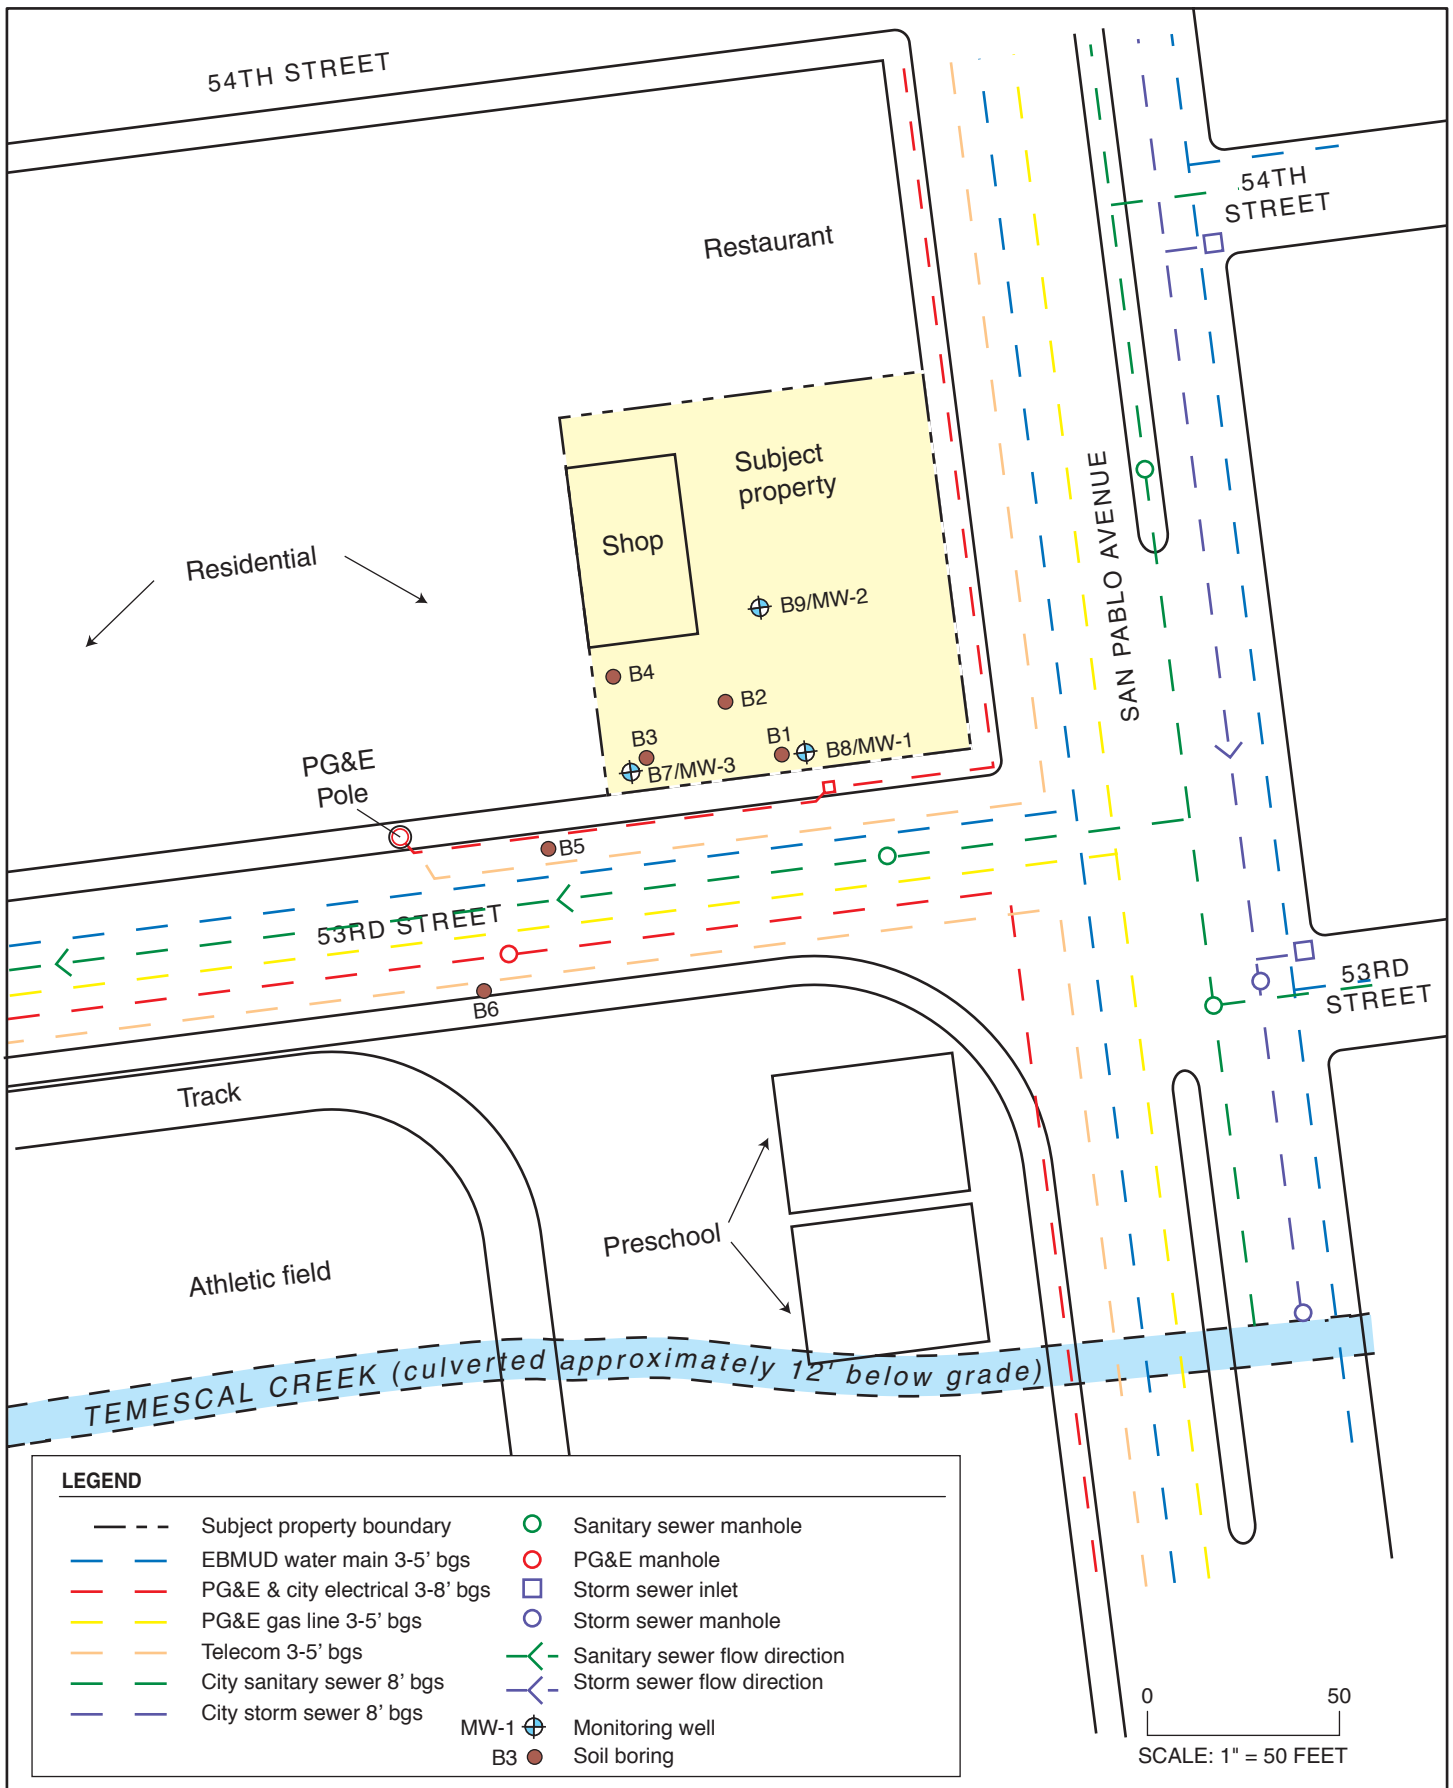 54TH STREET
54TH
STREET
Restaurant
Subject
property
Shop
SAN PABLO AVENUE
Residential
B9/MW-2
B4
B2
B3
B1
B8/MW-1
B7/MW-3
PG&E
Pole
B5
53RD STREET
53RD
STREET
B6
Track
Preschool
Athletic field
TEMESCAL CREEK (culverted approximately 12' below grade)
LEGEND
Subject property boundary
EBMUD water main 3-5' bgs
PG&E & city electrical 3-8' bgs
PG&E gas line 3-5' bgs
Telecom 3-5' bgs
City sanitary sewer 8' bgs
City storm sewer 8' bgs
Sanitary sewer manhole
PG&E manhole
Storm sewer inlet
Storm sewer manhole
Sanitary sewer flow direction
Storm sewer flow direction
MW-1 Monitoring well
B3 Soil boring
0 50
SCALE: 1" = 50 FEET